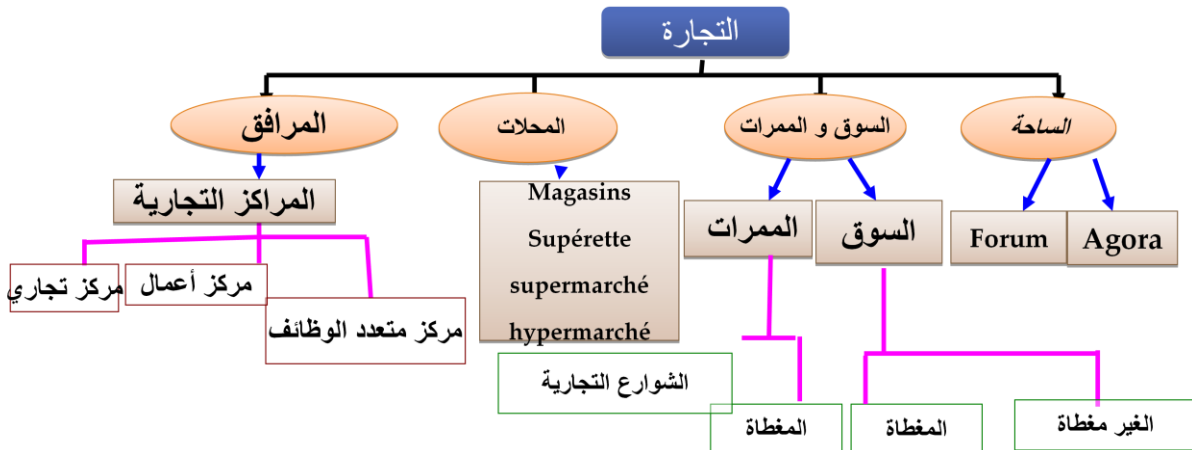 التجارة
الساحة
السوق و الممرات
المحلات
المرافق
Agora
Forum
السوق
الممرات
Magasins
Supérette
supermarché
hypermarché
المراكز التجارية
مركز متعدد الوظائف
مركز أعمال
مركز تجاري
الغير مغطاة
المغطاة
المغطاة
الشوارع التجارية